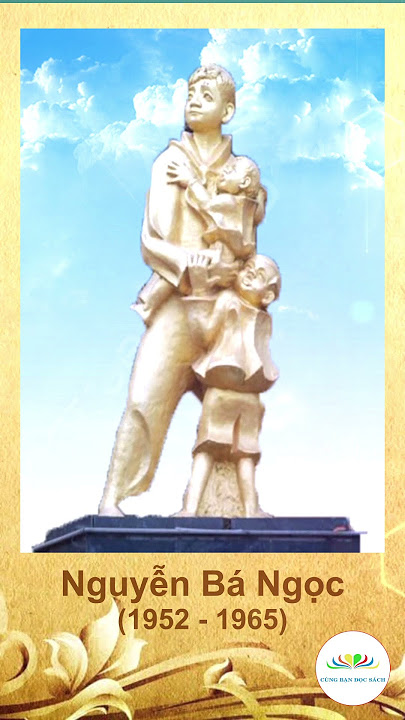 Nguyễn Bá Ngọc
(1952 - 1965)
CÙNG BẠN ĐỌC SÁCH